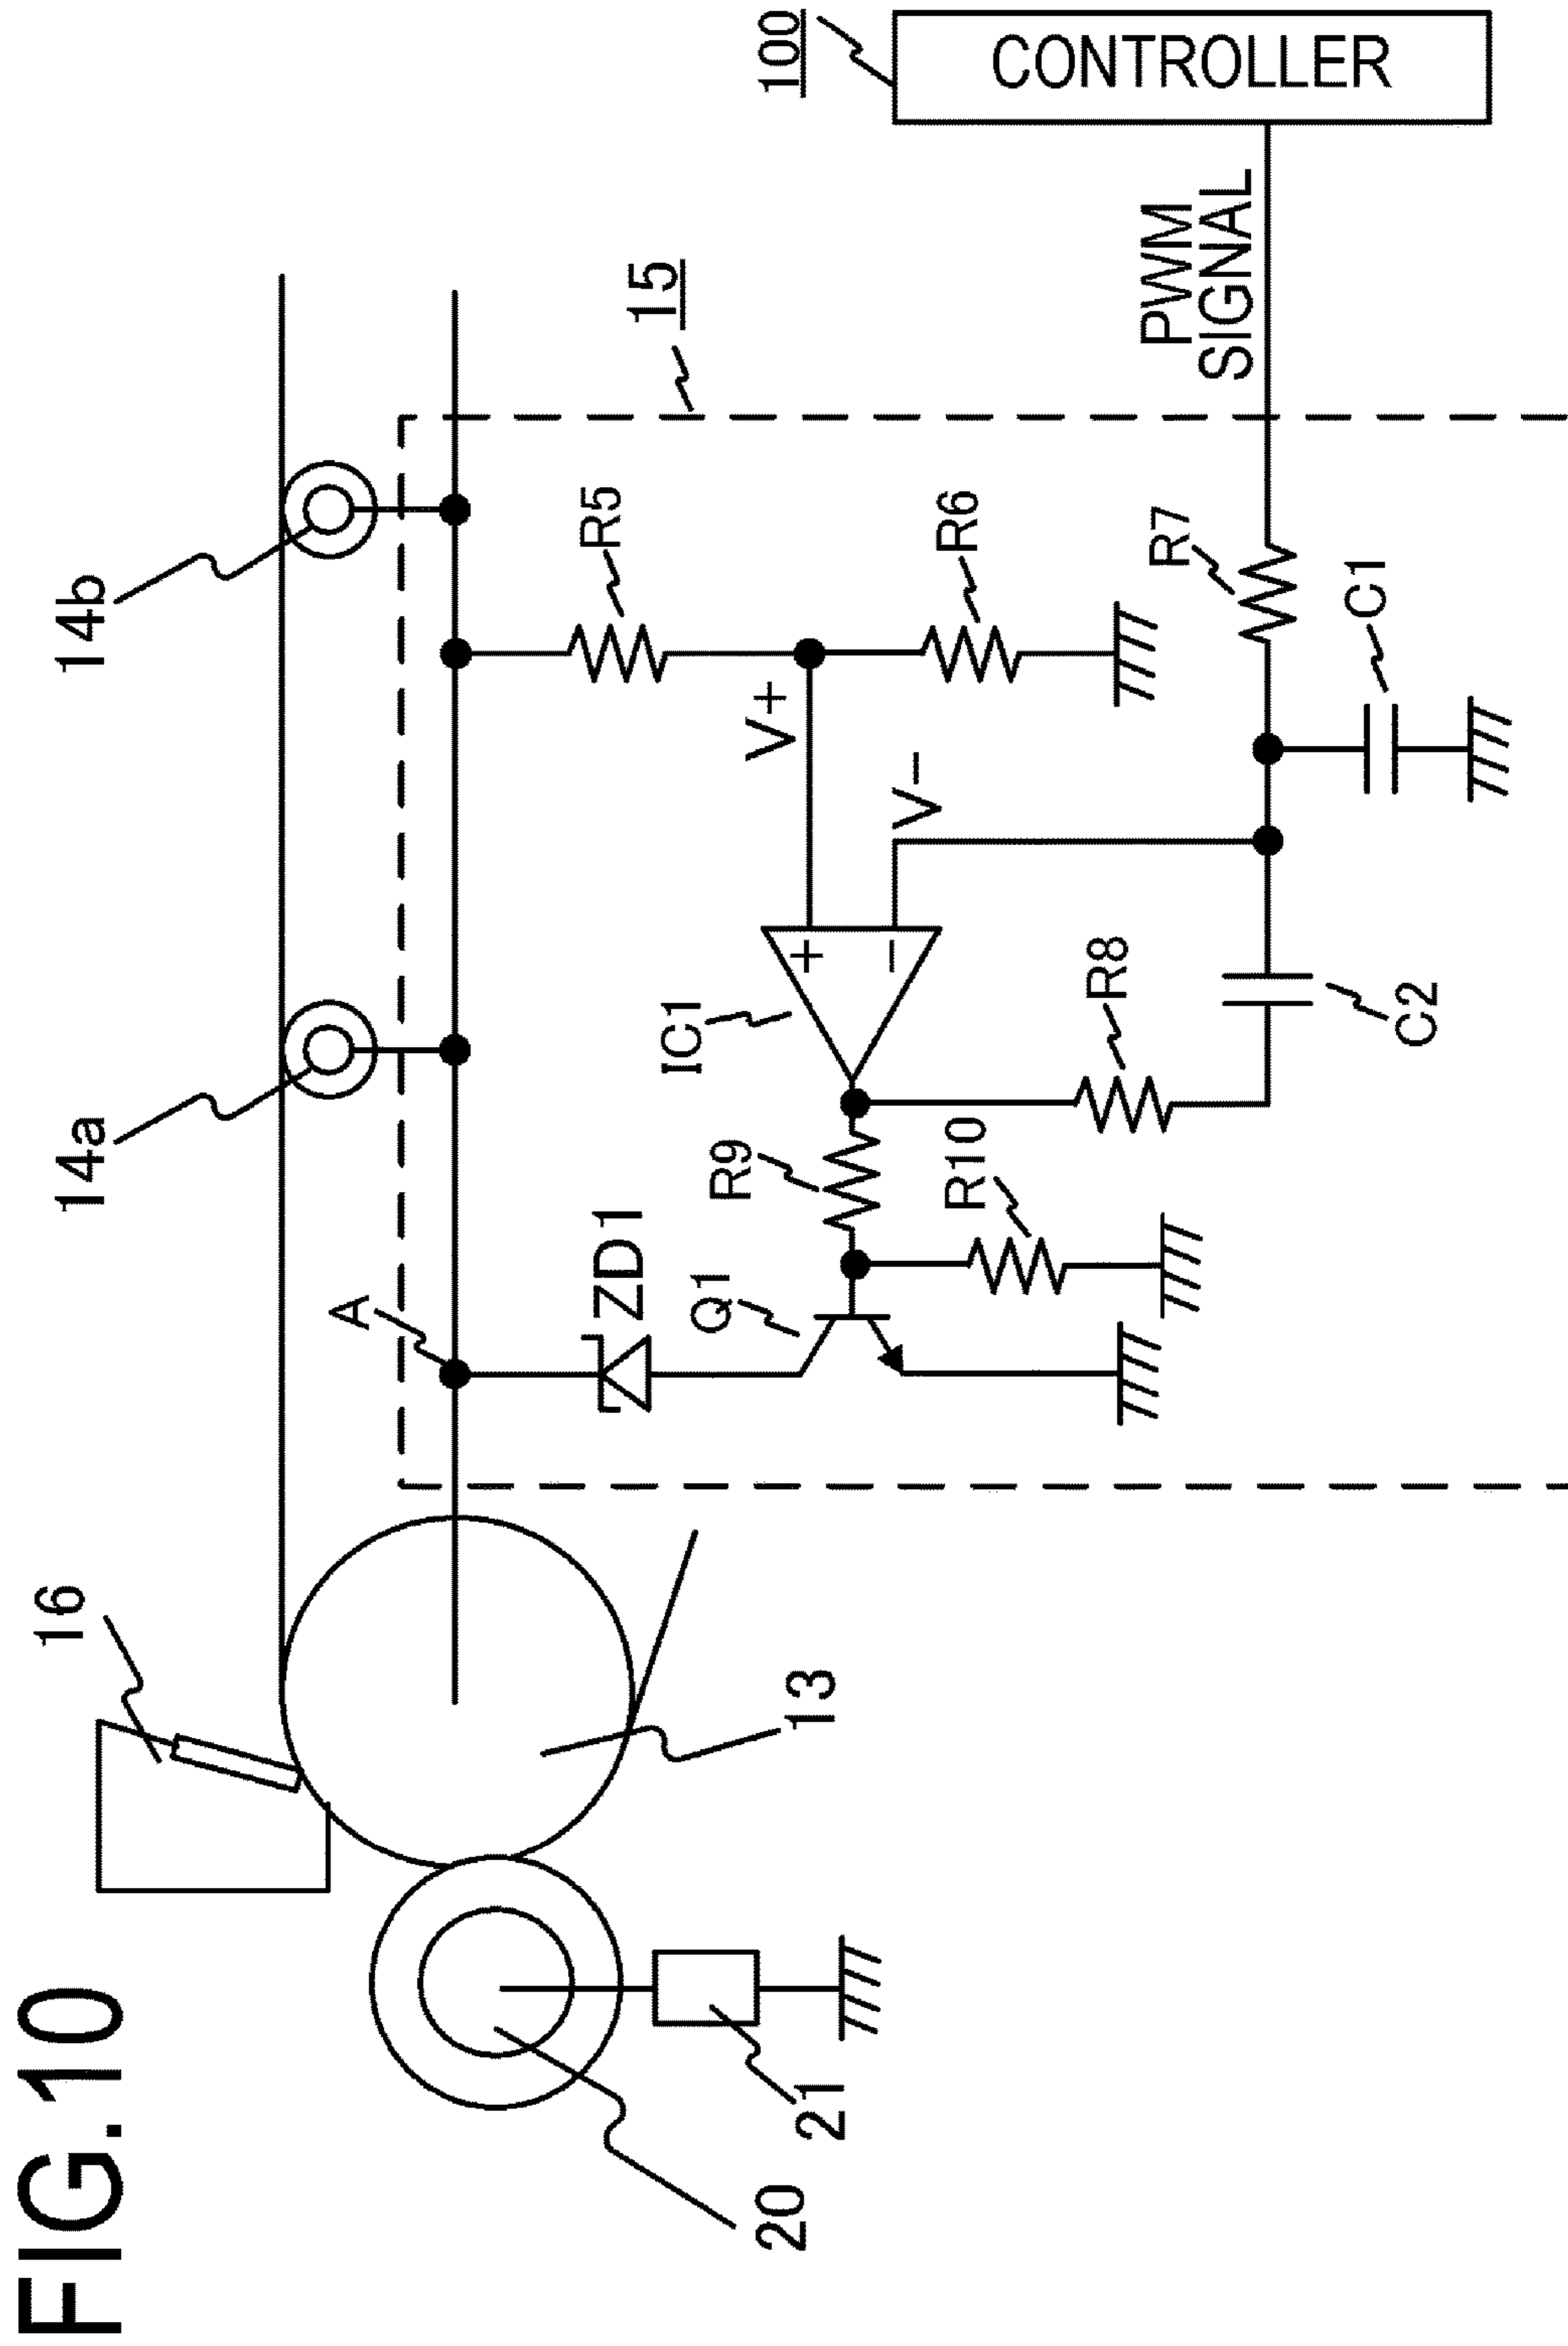 FIG.10
16
14a
14b
A
15
100
CONTROLLER
ZD1
R5
Q1
IC1
V+
R9
R6
V−
+
−
20
21
13
R10
R8
PWM
SIGNAL
R7
C2
C1